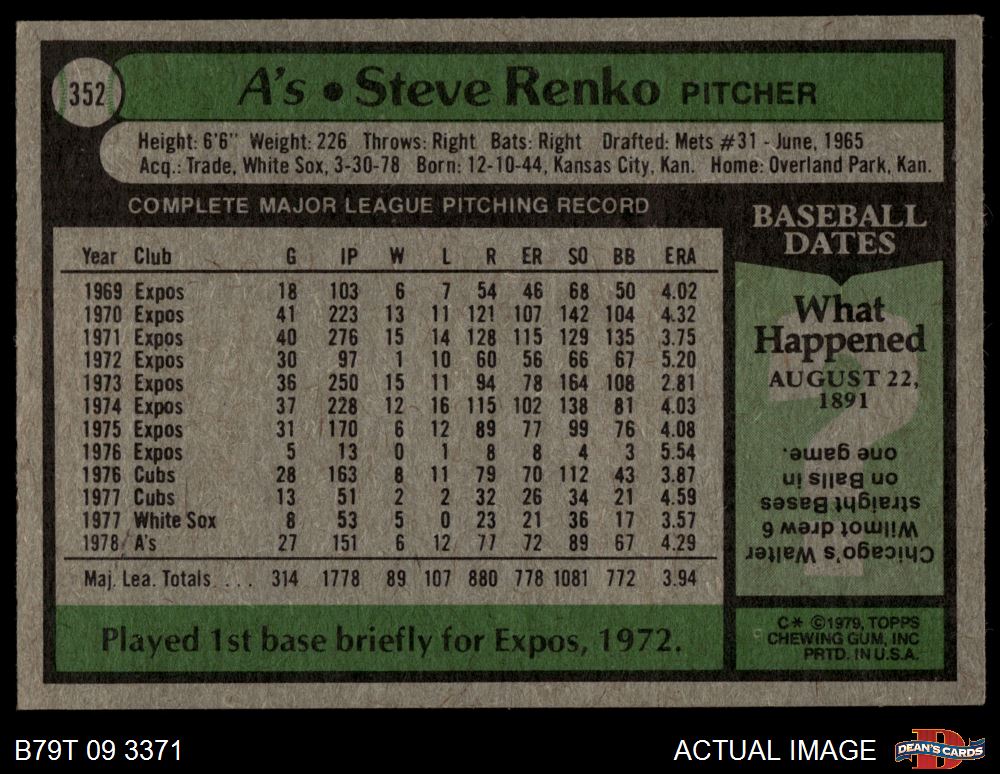 352
A's • Steve Renko PITCHER
Height: 6'6" Weight: 226 Throws: Right Bats: Right Drafted: Mets #31 - June, 1965
Acq.: Trade, White Sox, 3-30-78 Born: 12-10-44, Kansas City, Kan. Home: Overland Park, Kan.
COMPLETE MAJOR LEAGUE PITCHING RECORD
Year Club G IP W L R ER SO BB ERA
1969 Expos 18 103 6 7 54 46 68 50 4.02
1970 Expos 41 223 13 11 121 107 142 104 4.32
1971 Expos 40 276 15 14 128 115 129 135 3.75
1972 Expos 30 97 1 10 60 56 66 67 5.20
1973 Expos 36 250 15 11 94 78 164 108 2.81
1974 Expos 37 228 12 16 115 102 138 81 4.03
1975 Expos 31 170 6 12 89 77 99 76 4.08
1976 Expos 5 13 0 1 8 8 4 3 5.54
1976 Cubs 28 163 8 11 79 70 112 43 3.87
1977 Cubs 13 51 2 2 32 26 34 21 4.59
1977 White Sox 8 53 5 0 23 21 36 17 3.57
1978 A's 27 151 6 12 77 72 89 67 4.29
Maj. Lea. Totals .... 314 1778 89 107 880 778 1081 772 3.94
Played 1st base briefly for Expos, 1972.
BASEBALL
DATES
What
Happened
AUGUST 22,
1891
Chicago's Walter
Wilmot drew 6
straight Bases
on Balls in
one game.
C* ©1979, TOPPS
CHEWING GUM, INC
PRTD. IN U.S.A.
B79T 09 3371
ACTUAL IMAGE
DEAN'S CARDS